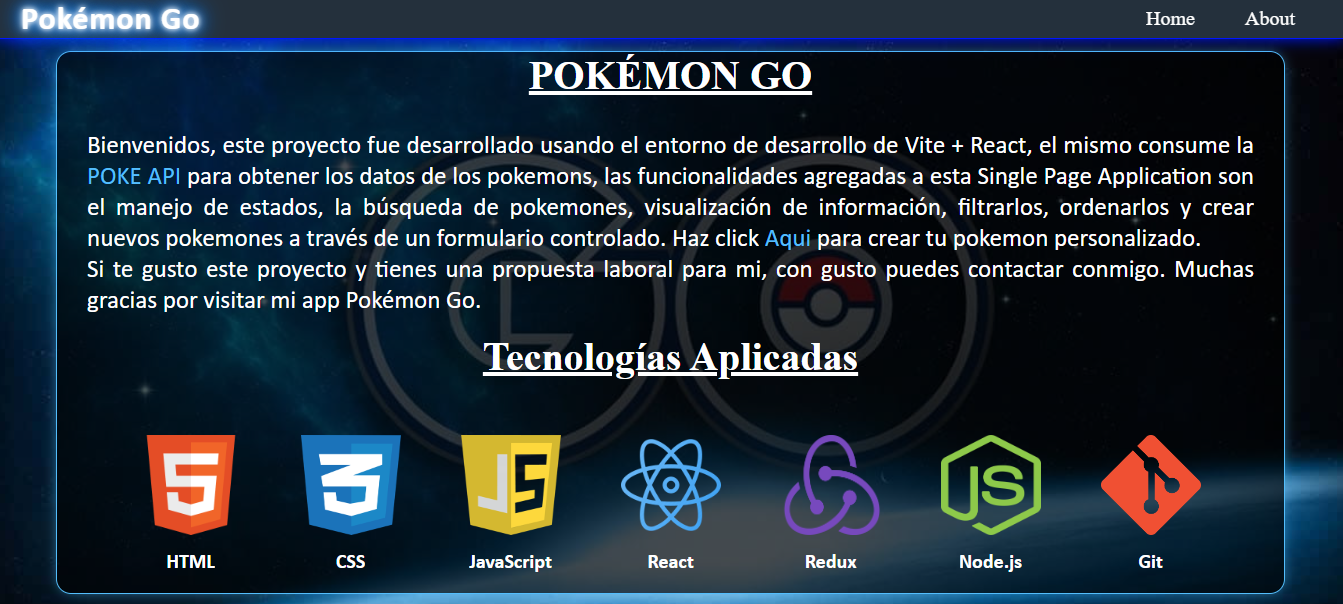 Pokémon Go
Home
About
POKÉMON GO
Bienvenidos, este proyecto fue desarrollado usando el entorno de desarrollo de Vite + React, el mismo consume la
POKE API para obtener los datos de los pokemons, las funcionalidades agregadas a esta Single Page Application son
el manejo de estados, la búsqueda de pokemones, visualización de información, filtrarlos, ordenarlos y crear
nuevos pokemones a través de un formulario controlado. Haz click Aqui para crear tu pokemon personalizado.
Si te gusto este proyecto y tienes una propuesta laboral para mi, con gusto puedes contactar conmigo. Muchas
gracias por visitar mi app Pokémon Go.
GO
Tecnologías Aplicadas
5
3
JS
JS
HTML
CSS
JavaScript
React
Redux
Node.js
Git